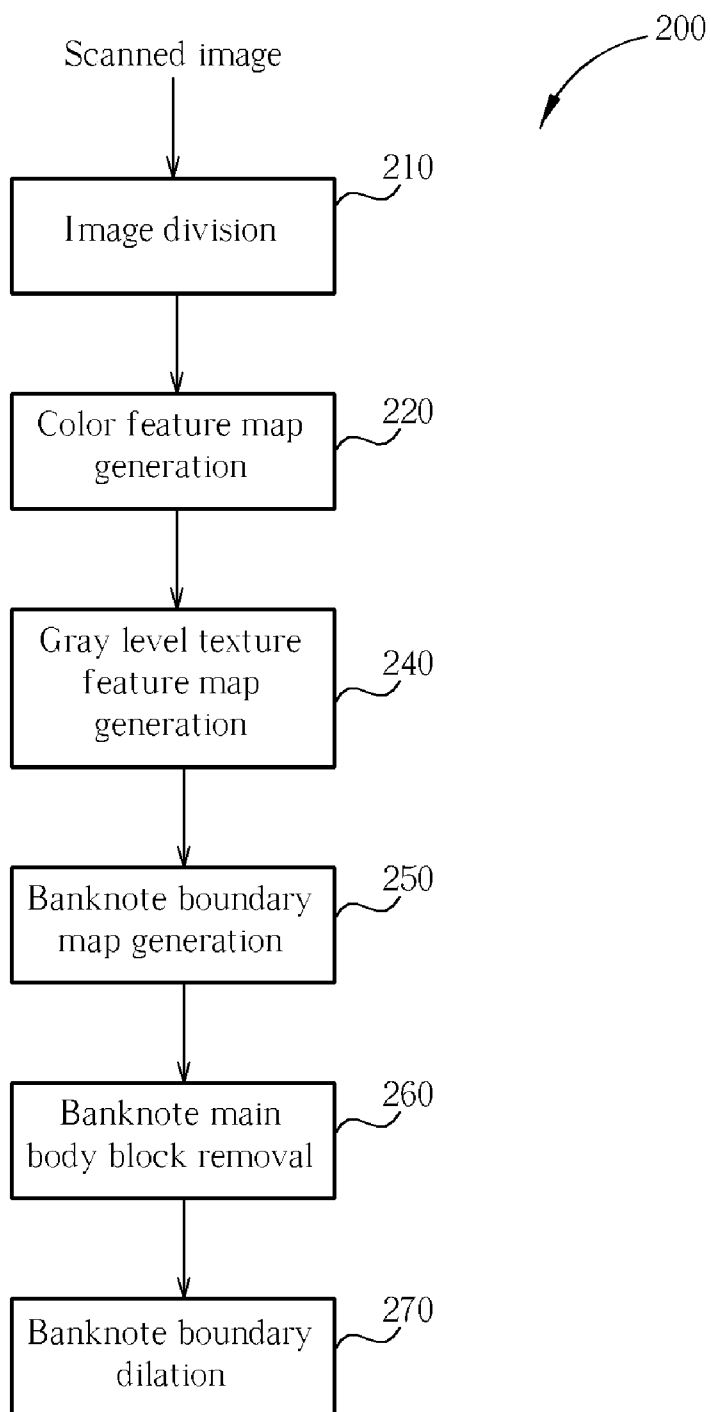 200
Scanned image
210
Image division
220
Color feature map
generation
240
Gray level texture
feature map
generation
250
Banknote boundary
map generation
260
Banknote main
body block removal
270
Banknote boundary
dilation